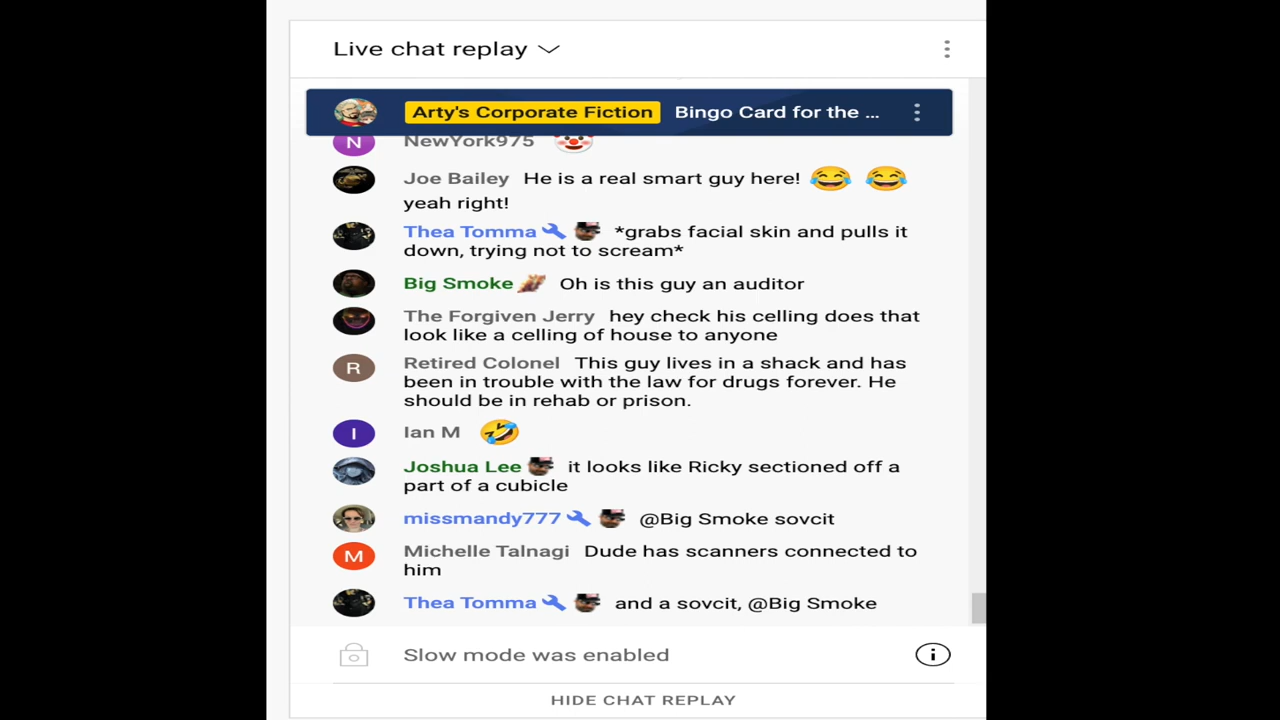 Live chat replay
Arty's Corporate Fiction Bingo Card for the ...
N NewYork975
Joe Bailey He is a real smart guy here!
yeah right!
Thea Tomma *grabs facial skin and pulls it
down, trying not to scream*
Big Smoke Oh is this guy an auditor
The Forgiven Jerry hey check his celling does that
look like a celling of house to anyone
R Retired Colonel This guy lives in a shack and has
been in trouble with the law for drugs forever. He
should be in rehab or prison.
I Ian M
Joshua Lee it looks like Ricky sectioned off a
part of a cubicle
missmandy777 @Big Smoke sovcit
M Michelle Talnagi Dude has scanners connected to
him
Thea Tomma and a sovcit, @Big Smoke
Slow mode was enabled
HIDE CHAT REPLAY